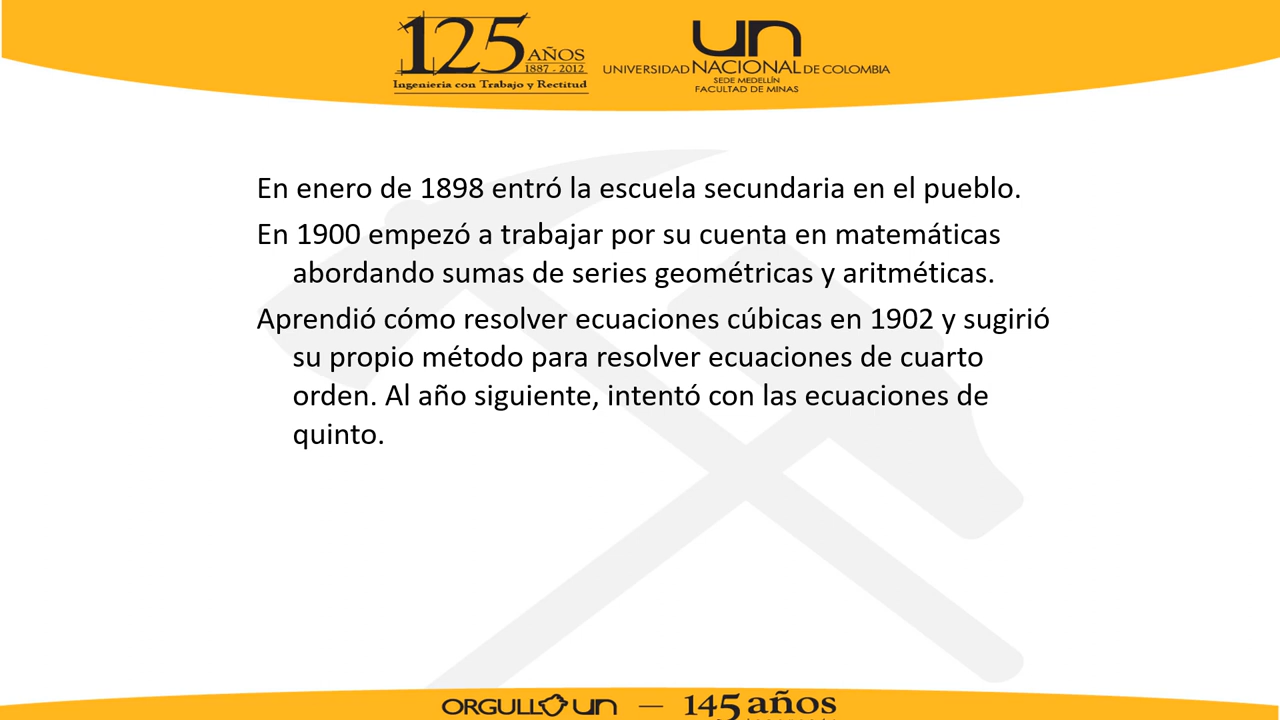 125 AÑOS
1887 - 2012
Ingeniería con Trabajo y Rectitud
un
UNIVERSIDAD NACIONAL DE COLOMBIA
SEDE MEDELLÍN
FACULTAD DE MINAS
En enero de 1898 entró la escuela secundaria en el pueblo.
En 1900 empezó a trabajar por su cuenta en matemáticas
abordando sumas de series geométricas y aritméticas.
Aprendió cómo resolver ecuaciones cúbicas en 1902 y sugirió
su propio método para resolver ecuaciones de cuarto
orden. Al año siguiente, intentó con las ecuaciones de
quinto.
ORGULLO un — 145 años